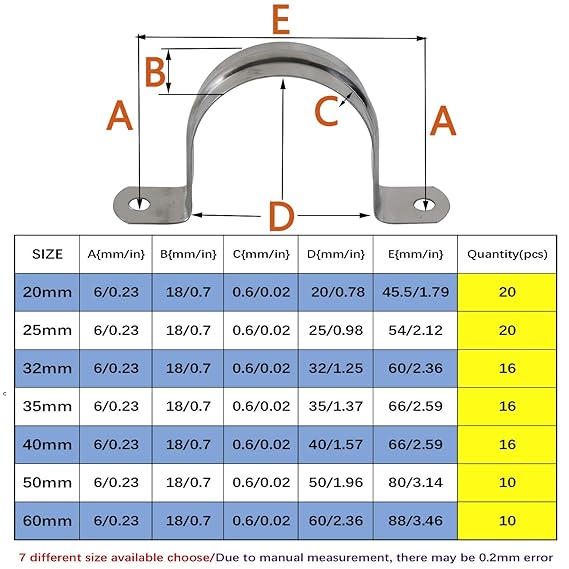 E
B
A
C
A
D
SIZE A{mm/in) B{mm/in) C{mm/in) D{mm/in) E{mm/in) Quantity(pcs)
20mm 6/0.23 18/0.7 0.6/0.02 20/0.78 45.5/1.79 20
25mm 6/0.23 18/0.7 0.6/0.02 25/0.98 54/2.12 20
32mm 6/0.23 18/0.7 0.6/0.02 32/1.25 60/2.36 16
35mm 6/0.23 18/0.7 0.6/0.02 35/1.37 66/2.59 16
40mm 6/0.23 18/0.7 0.6/0.02 40/1.57 66/2.59 16
50mm 6/0.23 18/0.7 0.6/0.02 50/1.96 80/3.14 10
60mm 6/0.23 18/0.7 0.6/0.02 60/2.36 88/3.46 10
c
7 different size available choose/Due to manual measurement, there may be 0.2mm error